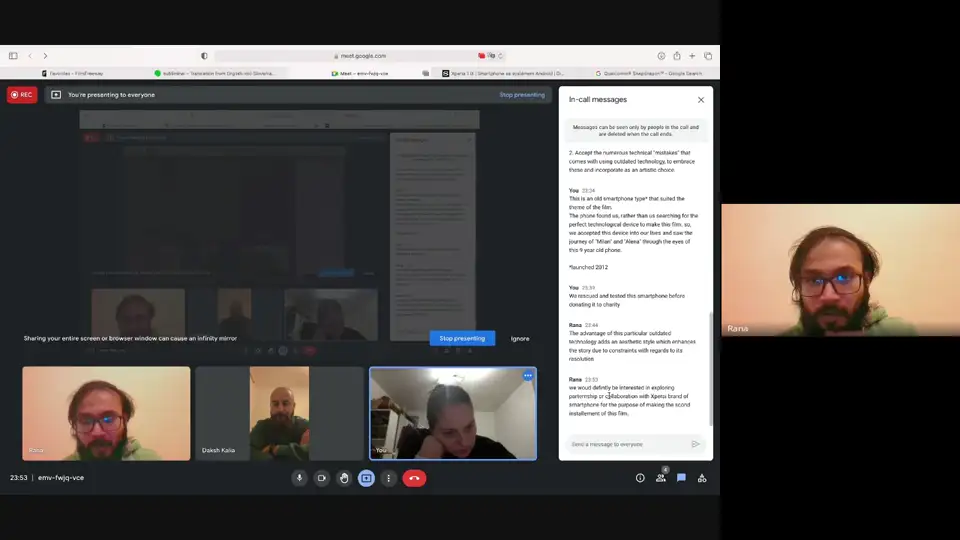 meet.google.com
Favorites – FilmFreeway
Meet – emv-fwjq-vce
Xperia T D | Smartphone as sistemom Android | D...
Qualcomm® Snapdragon™ - Google Search
REC
You're presenting to everyone
Stop presenting
In-call messages
Messages can be seen only by people in the call and
are deleted when the call ends.
2. Accept the numerous technical "mistakes" that
comes with using outdated technology, to embrace
these and incorporate as an artistic choice.
You 23:34
This is an old smartphone type* that suited the
theme of the film.
The phone found us, rather than us searching for the
perfect technological device to make this film, so,
we accepted this device into our lives and saw the
journey of "Milan" and "Alena" through the eyes of
this 9 year old phone.
*launched 2012
You 23:39
We rescued and tested this smartphone before
donating it to charity
Rana 23:44
The advantage of this particular outdated
technology adds an aesthetic style which enhances
the story due to constraints with regards to its
resolution
Rana 23:53
we woud definitly be interested in exploring
partnership or collaboration with Xperia brand of
smartphone for the purpose of making the scond
installement of this film.
Send a message to everyone
Sharing your entire screen or browser window can cause an infinity mirror
Stop presenting
Ignore
Rana
Daksh Kalia
You
Rana
23:53 | emv-fwjq-vce
4